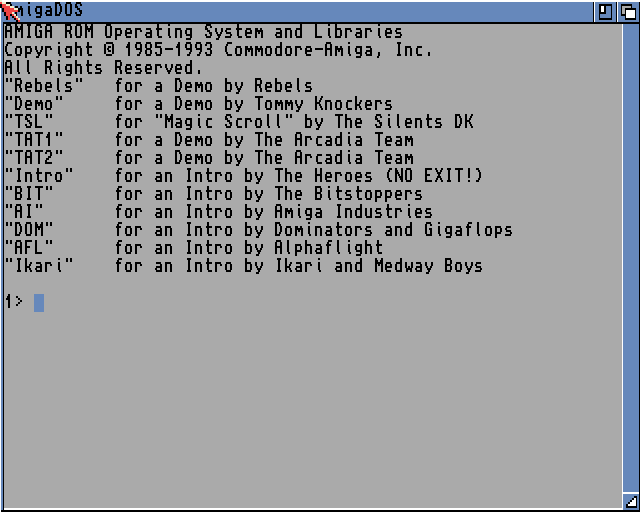 AmigaDOS
AMIGA ROM Operating System and Libraries
Copyright © 1985-1993 Commodore-Amiga, Inc.
All Rights Reserved.
"Rebels" for a Demo by Rebels
"Demo" for a Demo by Tommy Knockers
"TSL" for "Magic Scroll" by The Silents DK
"TAT1" for a Demo by The Arcadia Team
"TAT2" for a Demo by The Arcadia Team
"Intro" for an Intro by The Heroes (NO EXIT!)
"BIT" for an Intro by The Bitstoppers
"AI" for an Intro by Amiga Industries
"DOM" for an Intro by Dominators and Gigaflops
"AFL" for an Intro by Alphaflight
"Ikari" for an Intro by Ikari and Medway Boys
1>